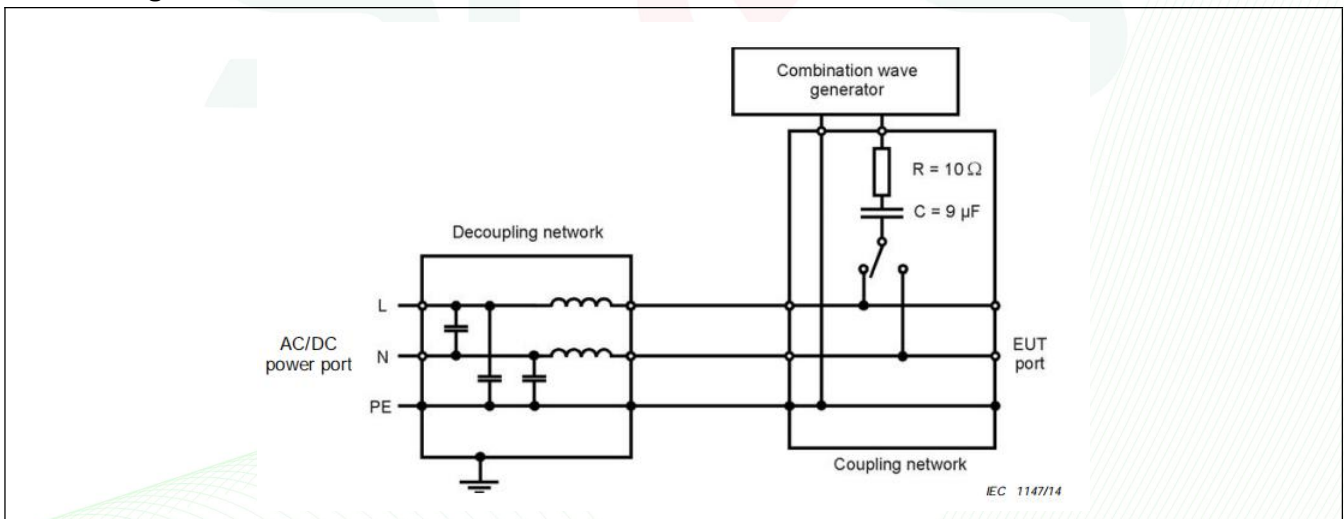 Combination wave
generator
R = 10 Ω
C = 9 µF
Decoupling network
L
AC/DC
power port
N
EUT
port
PE
Coupling network
IEC 1147/14